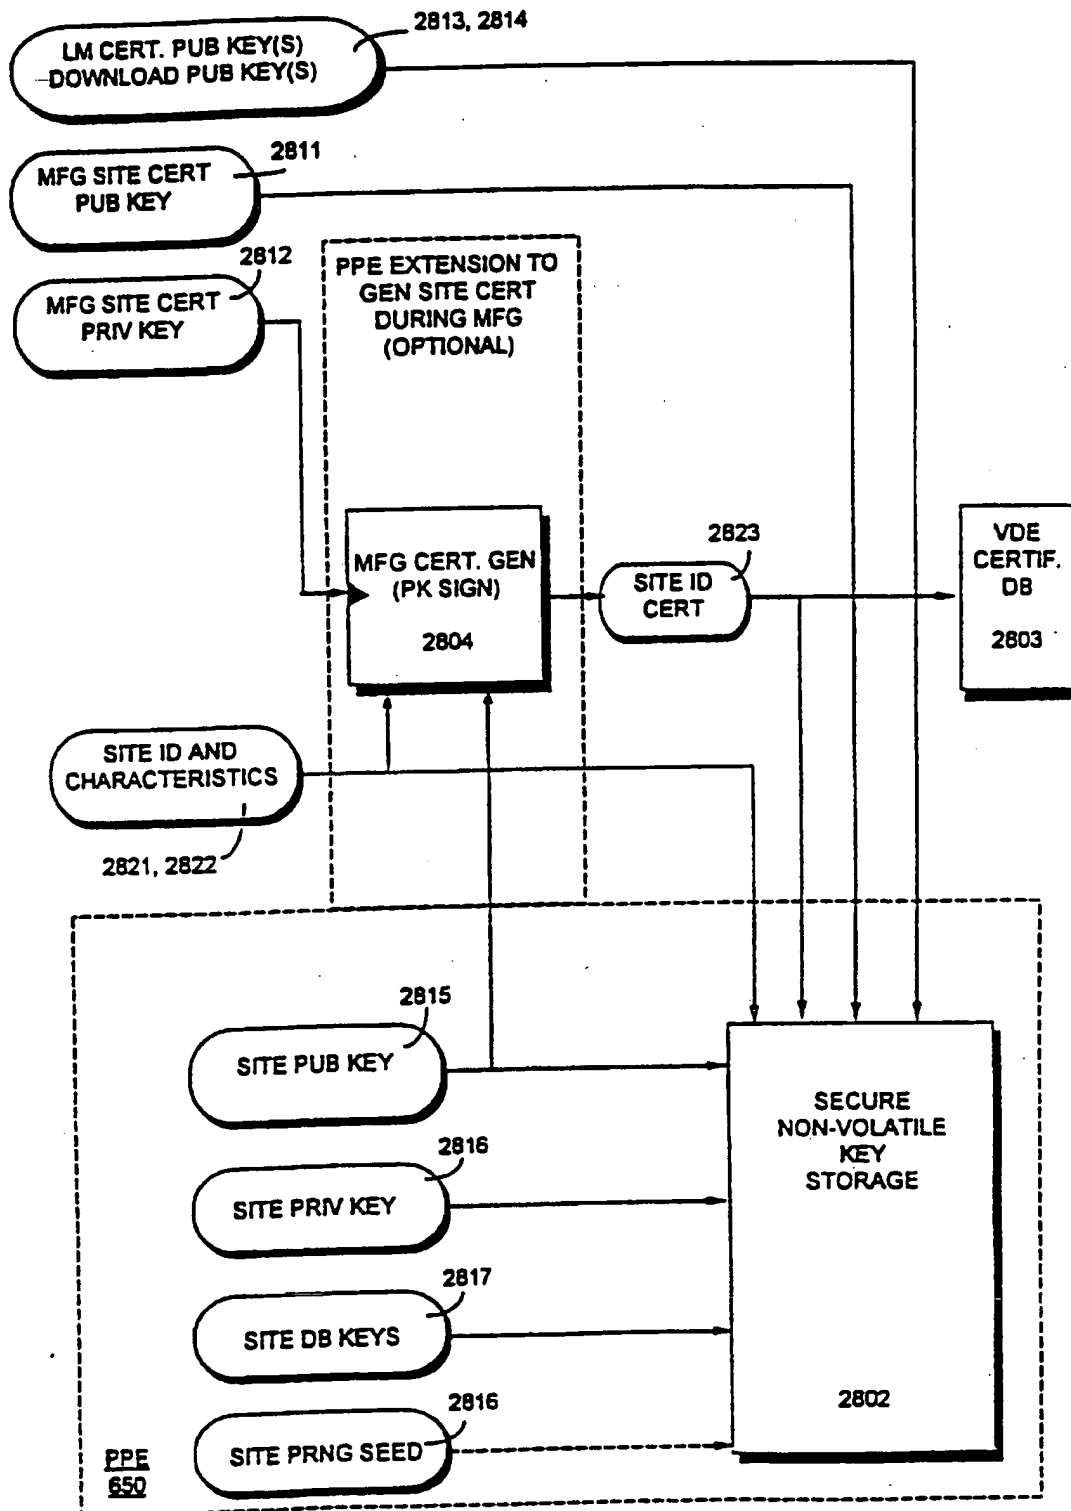 2813, 2814
LM CERT. PUB KEY(S)
DOWNLOAD PUB KEY(S)
2811
MFG SITE CERT
PUB KEY
2812
MFG SITE CERT
PRIV KEY
PPE EXTENSION TO
GEN SITE CERT
DURING MFG
(OPTIONAL)
MFG CERT. GEN
(PK SIGN)
2804
2823
SITE ID
CERT
VDE
CERTIF.
DB
2803
SITE ID AND
CHARACTERISTICS
2821, 2822
2815
SITE PUB KEY
2816
SITE PRIV KEY
2817
SITE DB KEYS
2816
SITE PRNG SEED
SECURE
NON-VOLATILE
KEY
STORAGE
2802
PPE
650